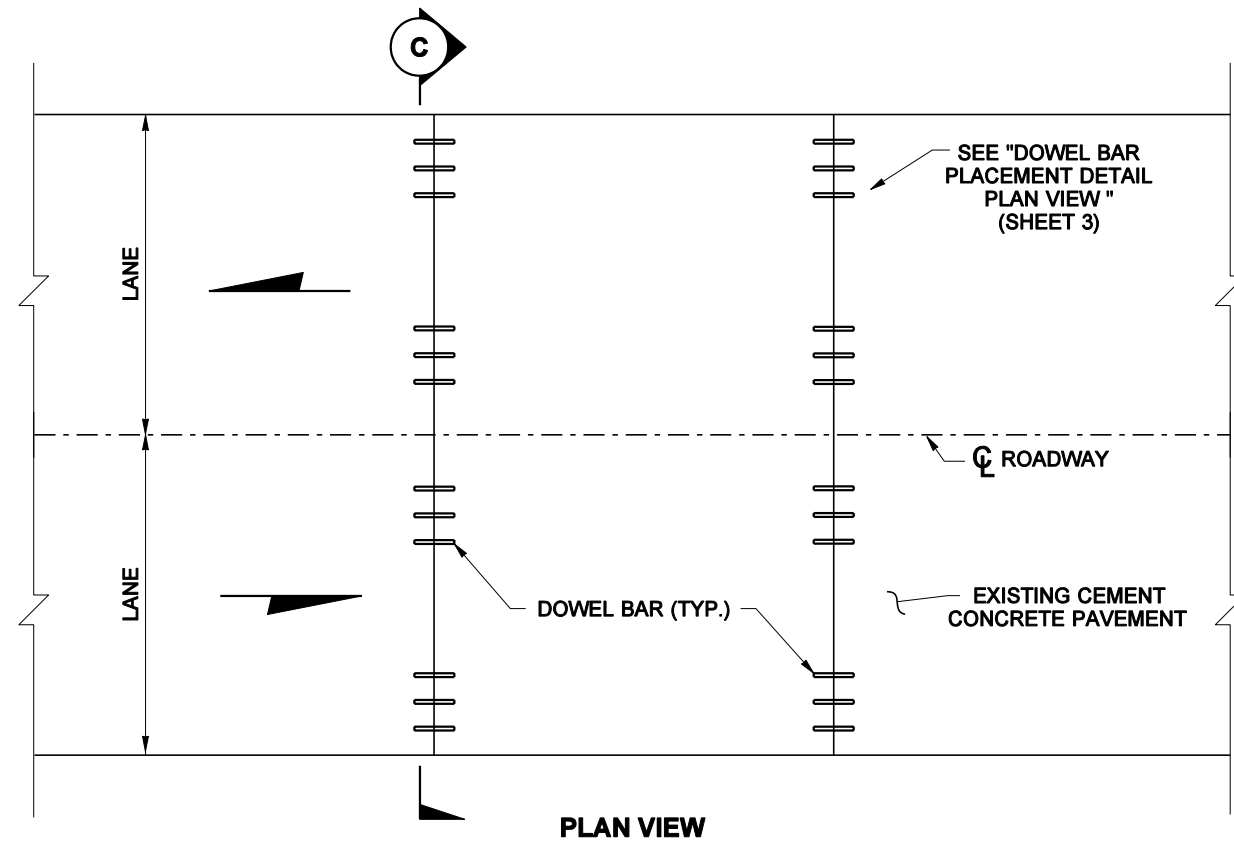 C
SEE "DOWEL BAR
PLACEMENT DETAIL
PLAN VIEW "
(SHEET 3)
LANE
℄ ROADWAY
LANE
DOWEL BAR (TYP.)
EXISTING CEMENT
CONCRETE PAVEMENT
PLAN VIEW